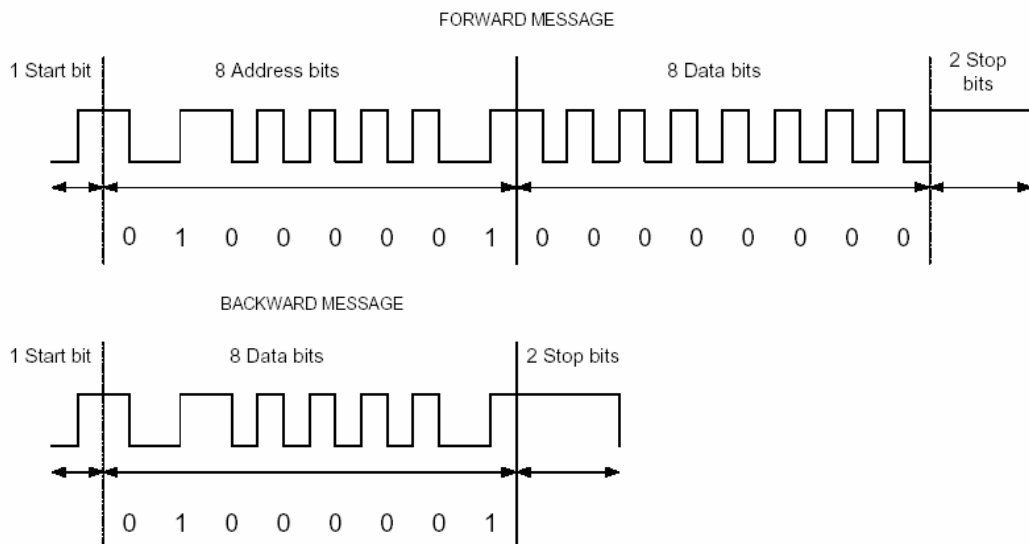 FORWARD MESSAGE
1 Start bit
8 Address bits
8 Data bits
2 Stop
bits
0 1 0 0 0 0 0 1 0 0 0 0 0 0 0 0
BACKWARD MESSAGE
1 Start bit
8 Data bits
2 Stop bits
0 1 0 0 0 0 0 1